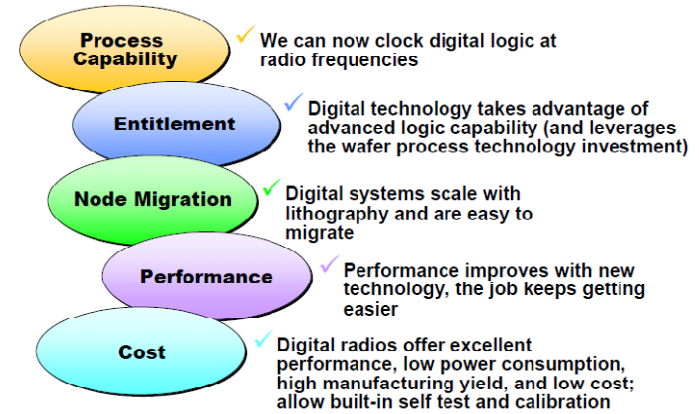 Process
Capability
We can now clock digital logic at
radio frequencies
Entitlement
Digital technology takes advantage of
advanced logic capability (and leverages
the wafer process technology investment)
Node Migration
Digital systems scale with
lithography and are easy to
migrate
Performance
Performance improves with new
technology, the job keeps getting
easier
Cost
Digital radios offer excellent
performance, low power consumption,
high manufacturing yield, and low cost;
allow built-in self test and calibration